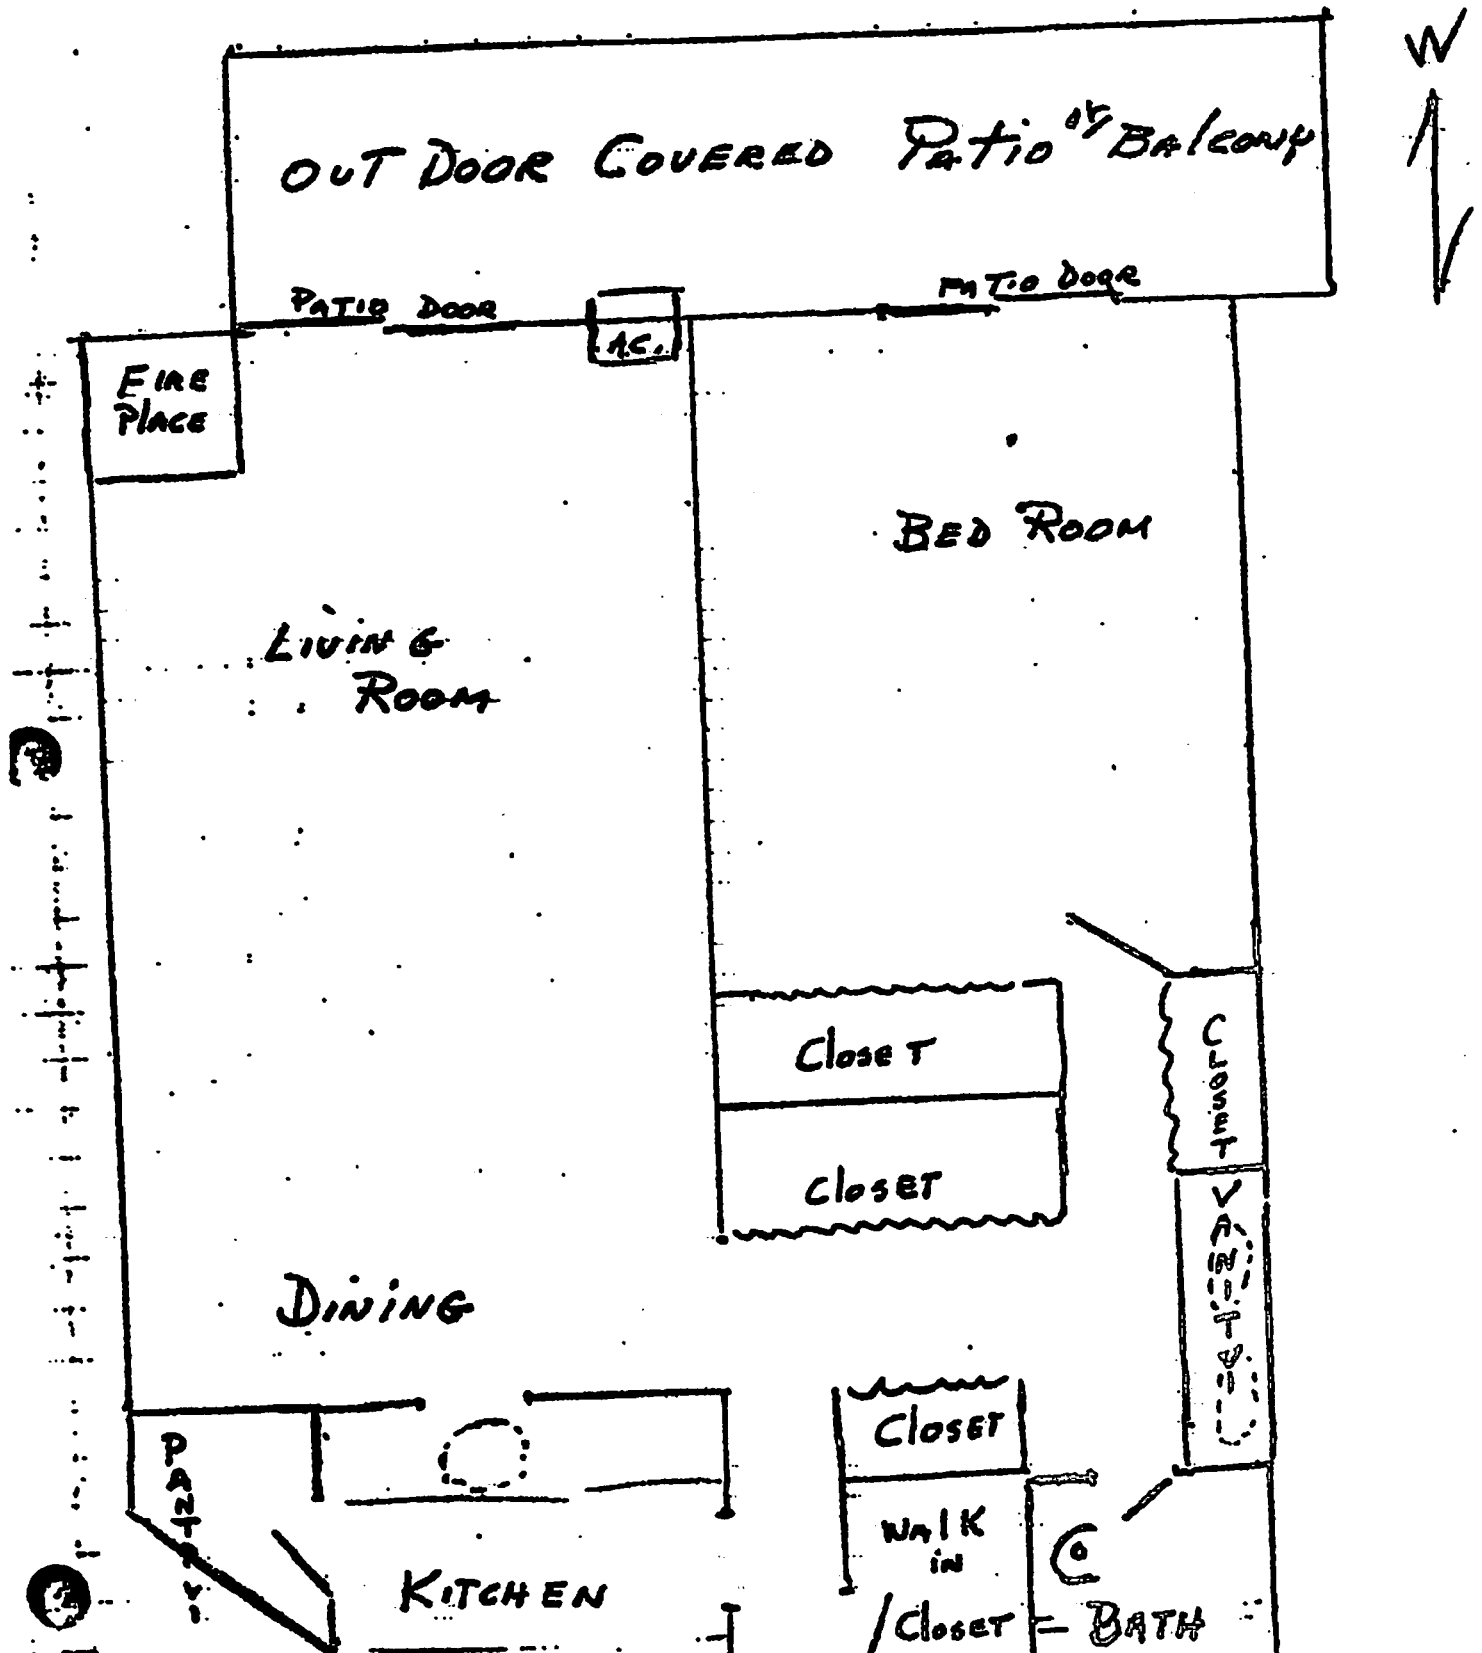 W
OUT DOOR COVERED Patio or Balcony
PATIO DOOR
PATIO DOOR
A.C.
FIRE
PLACE
BED ROOM
LIVING
ROOM
Closet
CLOSET
Closet
VANITY
DINING
Closet
PANTRY
WALK
in
Closet
KITCHEN
BATH